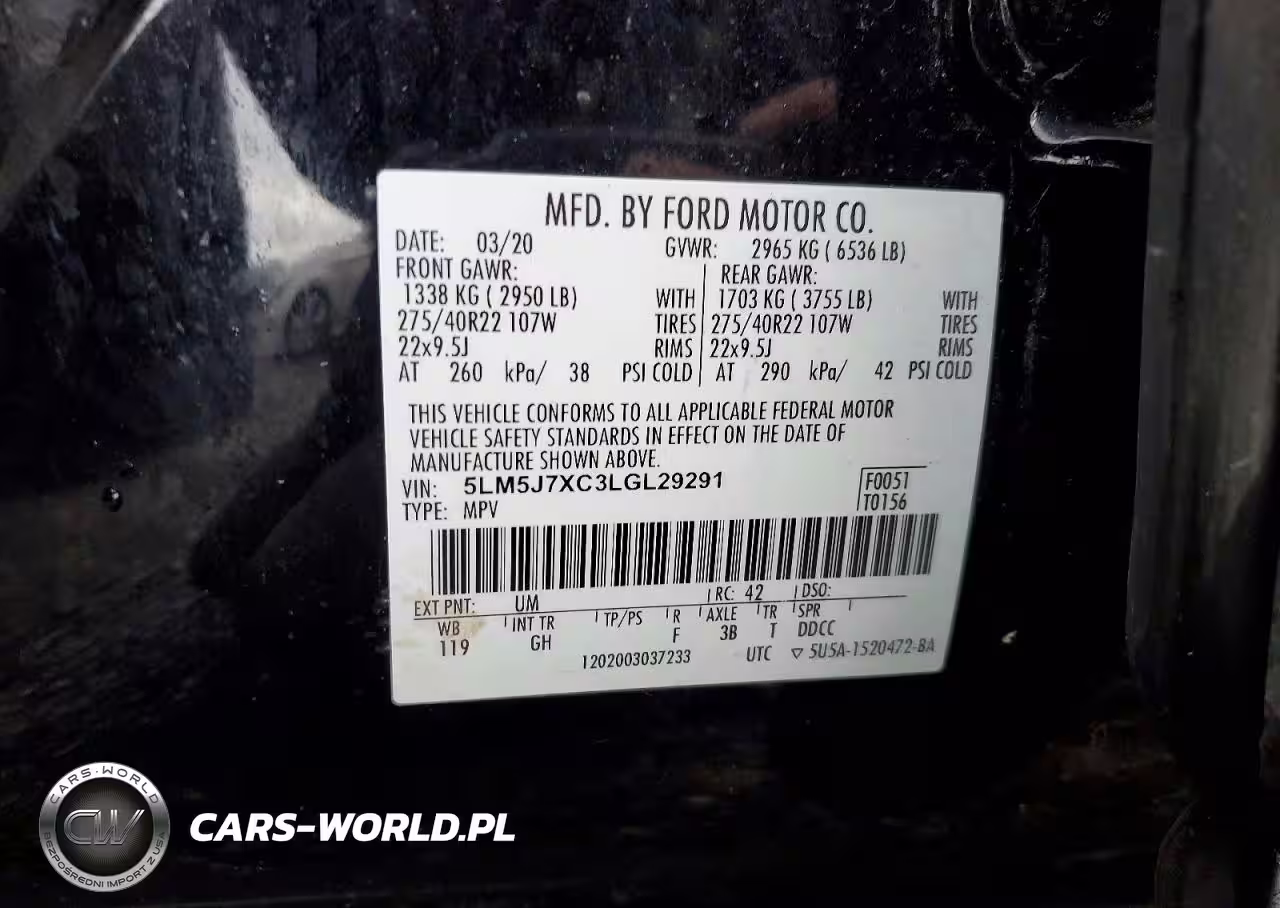 MFD. BY FORD MOTOR CO.
DATE: 03/20 GVWR: 2965 KG ( 6536 LB)
FRONT GAWR: REAR GAWR:
1338 KG ( 2950 LB) WITH 1703 KG ( 3755 LB) WITH
275/40R22 107W TIRES 275/40R22 107W TIRES
22x9.5J RIMS 22x9.5J RIMS
AT 260 kPa/ 38 PSI COLD AT 290 kPa/ 42 PSI COLD
THIS VEHICLE CONFORMS TO ALL APPLICABLE FEDERAL MOTOR
VEHICLE SAFETY STANDARDS IN EFFECT ON THE DATE OF
MANUFACTURE SHOWN ABOVE.
VIN: 5LM5J7XC3LGL29291 F0051
TYPE: MPV T0156
EXT PNT: UM RC: 42 DSO:
WB INT TR TP/PS R AXLE TR SPR
119 GH F 3B T DDCC
1202003037233 UTC ▽ 5U5A-1520472-BA
CARS-WORLD
CW
BEZPOŚREDNI IMPORT Z USA
CARS-WORLD.PL